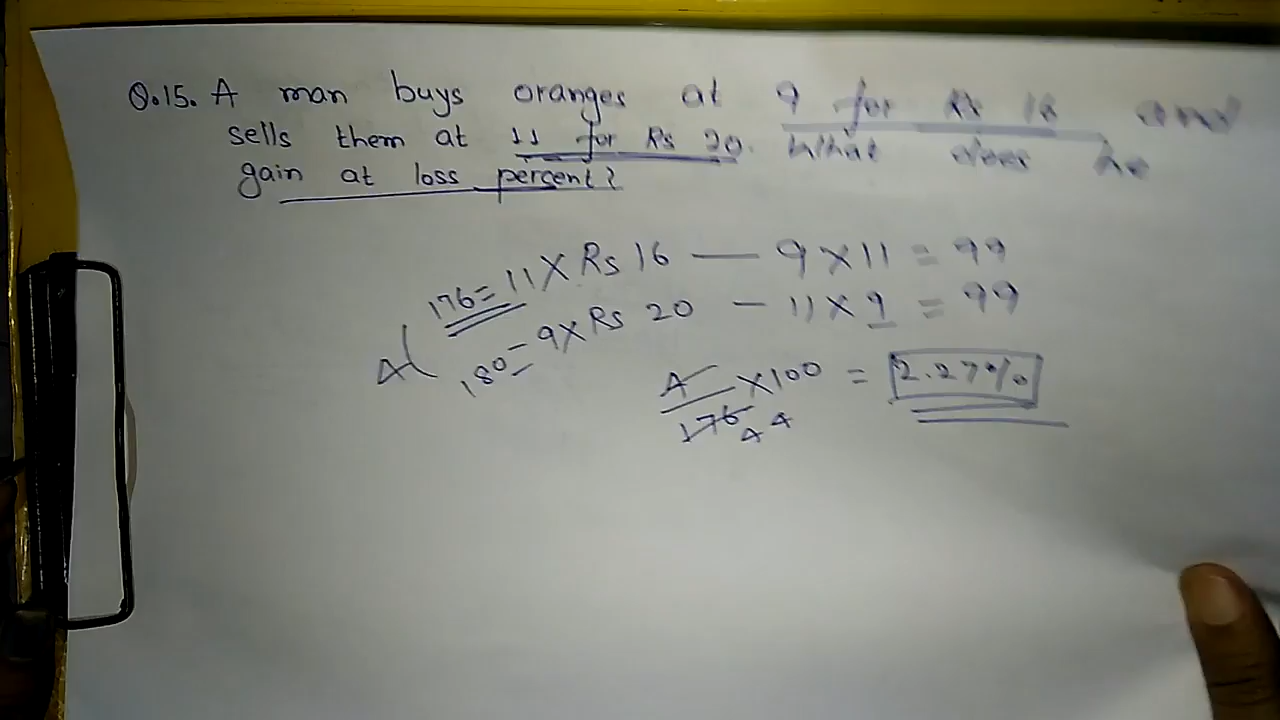 Q.15. A man buys oranges at 9 for Rs 16 and
sells them at 11 for Rs 20. What does he
gain at loss percent?
176= 11 X Rs 16 — 9 X 11 = 99
180= 9 X Rs 20 - 11 X 9 = 99
4
4/176 X 100 = 2.27%
44